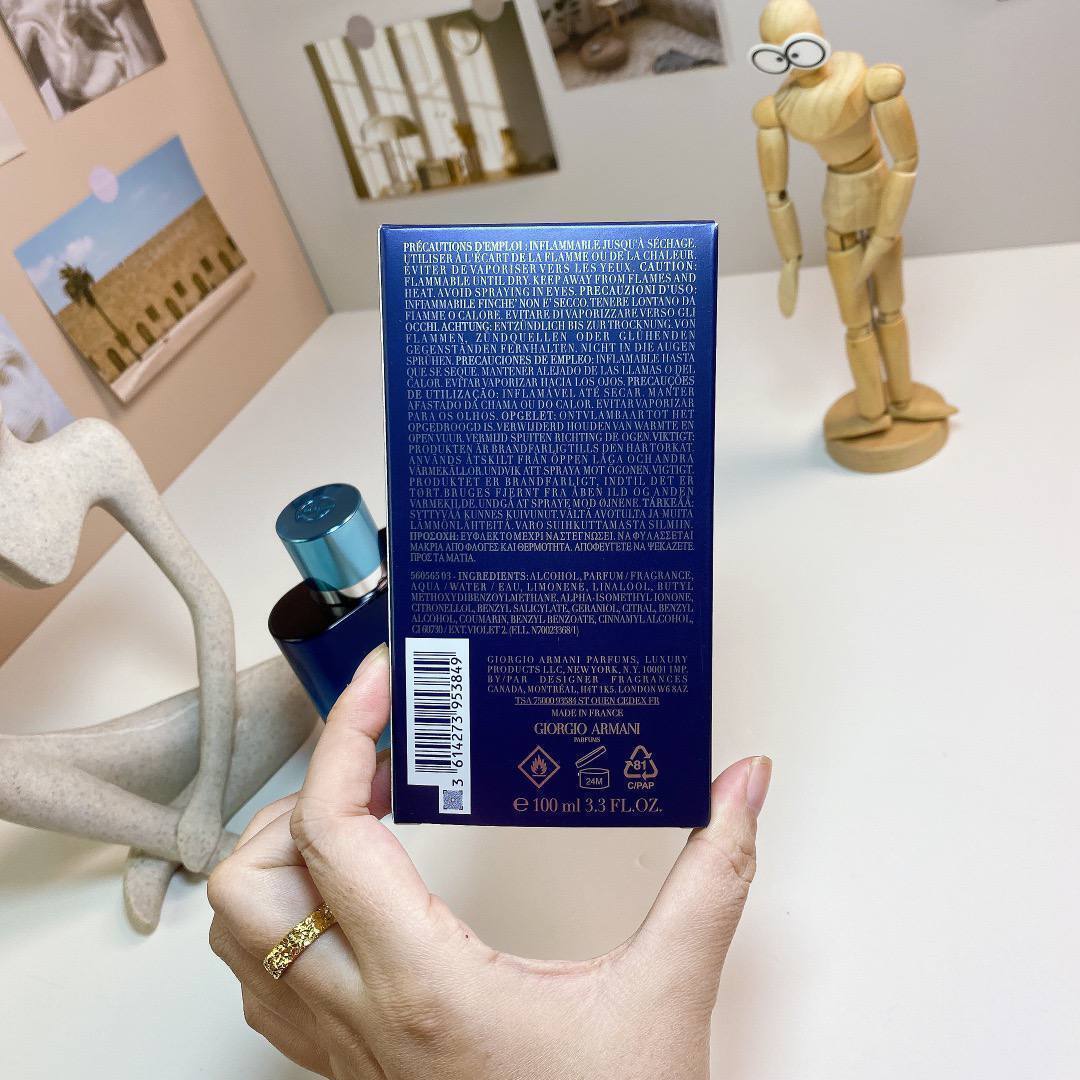 PRÉCAUTIONS D'EMPLOI : INFLAMMABLE JUSQU'À SÉCHAGE.
UTILISER À L'ÉCART DE LA FLAMME OU DE LA CHALEUR.
ÉVITER DE VAPORISER VERS LES YEUX. CAUTION:
FLAMMABLE UNTIL DRY. KEEP AWAY FROM FLAMES AND
HEAT. AVOID SPRAYING IN EYES. PRECAUZIONI D'USO:
INFIAMMABILE FINCHE' NON E' SECCO. TENERE LONTANO DA
FIAMME O CALORE. EVITARE DI VAPORIZZARE VERSO GLI
OCCHI. ACHTUNG: ENTZÜNDLICH BIS ZUR TROCKNUNG. VON
FLAMMEN, ZÜNDQUELLEN ODER GLÜHENDEN
GEGENSTÄNDEN FERNHALTEN. NICHT IN DIE AUGEN
SPRÜHEN. PRECAUCIONES DE EMPLEO: INFLAMABLE HASTA
QUE SE SEQUE. MANTENER ALEJADO DE LAS LLAMAS O DEL
CALOR. EVITAR VAPORIZAR HACIA LOS OJOS. PRECAUÇÕES
DE UTILIZAÇÃO: INFLAMÁVEL ATÉ SECAR. MANTER
AFASTADO DA CHAMA OU DO CALOR. EVITAR VAPORIZAR
PARA OS OLHOS. OPGELET: ONTVLAMBAAR TOT HET
OPGEDROOGD IS. VERWIJDERD HOUDEN VAN WARMTE EN
OPEN VUUR. VERMIJD SPUITEN RICHTING DE OGEN. VIKTIGT:
PRODUKTEN ÄR BRANDFARLIG TILLS DEN HAR TORKAT.
ANVÄNDS ÅTSKILT FRÅN ÖPPEN LÅGA OCH ANDRA
VÄRMEKÄLLOR. UNDVIK ATT SPRAYA MOT ÖGONEN. VIGTIGT:
PRODUKTET ER BRANDFARLIGT, INDTIL DET ER
TØRT. BRUGES FJERNT FRA ÅBEN ILD OG ANDEN
VARMEKILDE. UNDGÅ AT SPRAYE MOD ØJNENE. TÄRKEÄÄ:
SYTTYVÄÄ KUNNES KUIVUNUT. VÄLTÄ AVOTULTA JA MUITA
LÄMMÖNLÄHTEITÄ. VARO SUIHKUTTAMASTA SILMIIN.
ΠΡΟΣΟΧΗ: ΕΥΦΛΕΚΤΟ ΜΕΧΡΙ ΝΑ ΣΤΕΓΝΩΣΕΙ. ΝΑ ΦΥΛΑΣΣΕΤΑΙ
ΜΑΚΡΙΑ ΑΠΟ ΦΛΟΓΕΣ ΚΑΙ ΘΕΡΜΟΤΗΤΑ. ΑΠΟΦΕΥΓΕΤΕ ΝΑ ΨΕΚΑΖΕΤΕ
ΠΡΟΣ ΤΑ ΜΑΤΙΑ.
560565 03 - INGREDIENTS: ALCOHOL, PARFUM / FRAGRANCE,
AQUA / WATER / EAU, LIMONENE, LINALOOL, BUTYL
METHOXYDIBENZOYLMETHANE, ALPHA-ISOMETHYL IONONE,
CITRONELLOL, BENZYL SALICYLATE, GERANIOL, CITRAL, BENZYL
ALCOHOL, COUMARIN, BENZYL BENZOATE, CINNAMYL ALCOHOL,
CI 60730 / EXT. VIOLET 2. (F.I.L. N70023368/1)
GIORGIO ARMANI PARFUMS, LUXURY
PRODUCTS LLC, NEW YORK, N.Y. 10001 IMP.
BY/PAR DESIGNER FRAGRANCES
CANADA, MONTRÉAL, H4T 1K5. LONDON W6 8AZ
TSA 75000 93584 ST OUEN CEDEX FR
MADE IN FRANCE
GIORGIO ARMANI
PARFUMS
3 614273 953849
24M
81
C/PAP
℮ 100 ml 3.3 FL.OZ.